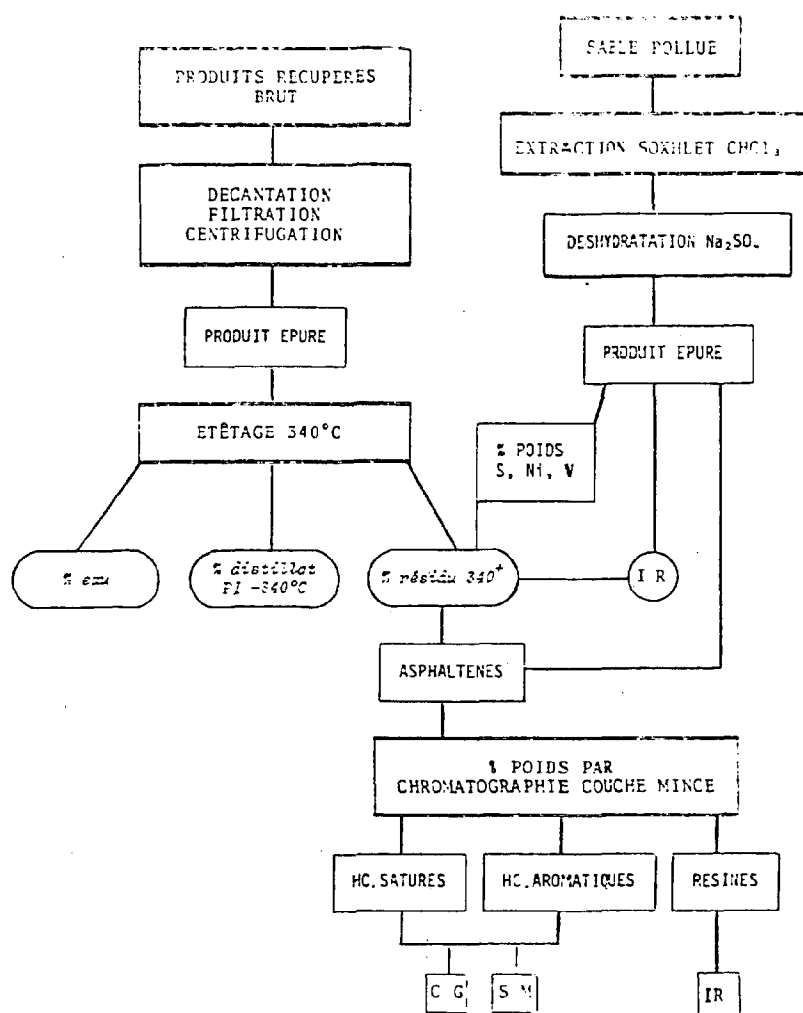 PRODUITS RECUPERES
BRUT
SABLE POLLUE
EXTRACTION SOXHLET CHCl₃
DECANTATION
FILTRATION
CENTRIFUGATION
DESHYDRATATION Na₂SO₄
PRODUIT EPURE
PRODUIT EPURE
ETÊTAGE 340°C
% POIDS
S, Ni, V
% eau
% distillat
PI -340°C
% résidu 340⁺
I R
ASPHALTENES
% POIDS PAR
CHROMATOGRAPHIE COUCHE MINCE
HC.SATURES
HC.AROMATIQUES
RESINES
C G
S M
IR